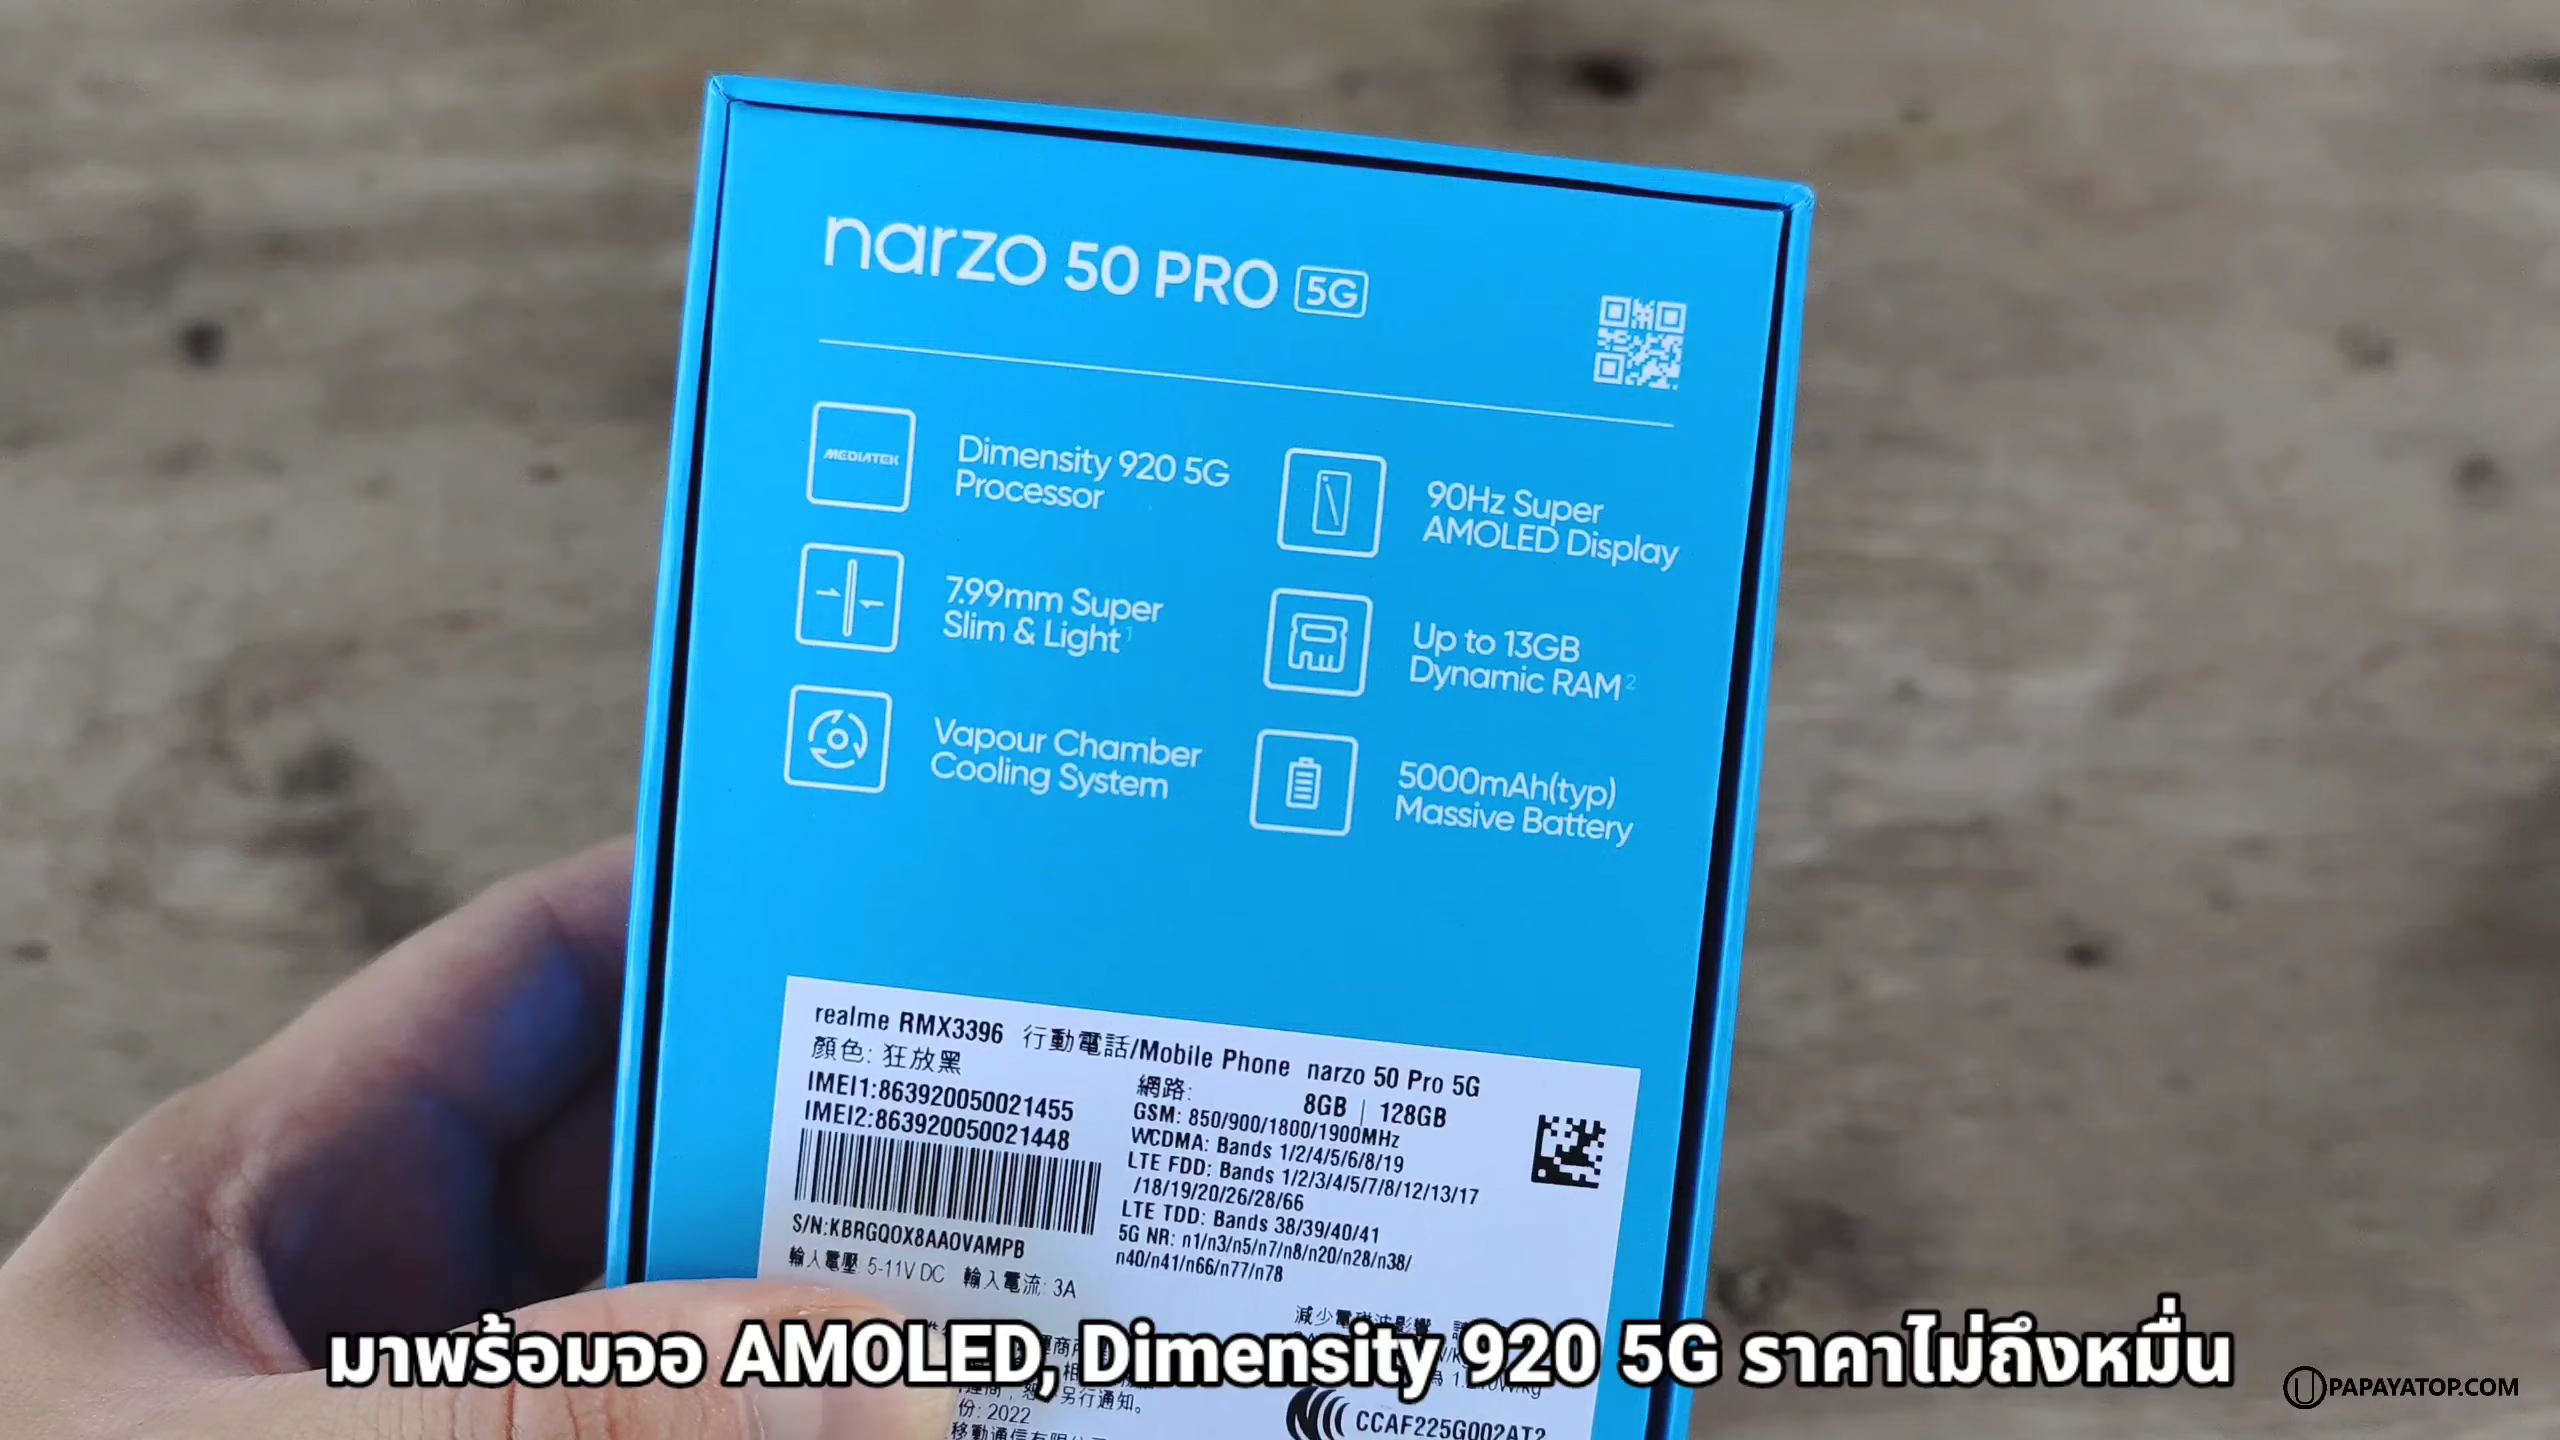 narzo 50 PRO 5G
MEDIATEK
Dimensity 920 5G
Processor
90Hz Super
AMOLED Display
7.99mm Super
Slim & Light1
Up to 13GB
Dynamic RAM2
Vapour Chamber
Cooling System
5000mAh(typ)
Massive Battery
realme RMX3396 行動電話/Mobile Phone narzo 50 Pro 5G
顏色: 狂放黑
IMEI1:863920050021455
IMEI2:863920050021448
S/N:KBRGQOX8AAOVAMPB
輸入電壓 5-11V DC 輸入電流: 3A
網路:
8GB | 128GB
GSM: 850/900/1800/1900MHz
WCDMA: Bands 1/2/4/5/6/8/19
LTE FDD: Bands 1/2/3/4/5/7/8/12/13/17
/18/19/20/26/28/66
LTE TDD: Bands 38/39/40/41
5G NR: n1/n3/n5/n7/n8/n20/n28/n38/
n40/n41/n66/n77/n78
減少電磁波影響
另行通知。
份: 2022
CCAF225G002AT2
มาพร้อมจอ AMOLED, Dimensity 920 5G ราคาไม่ถึงหมื่น
PAPAYATOP.COM